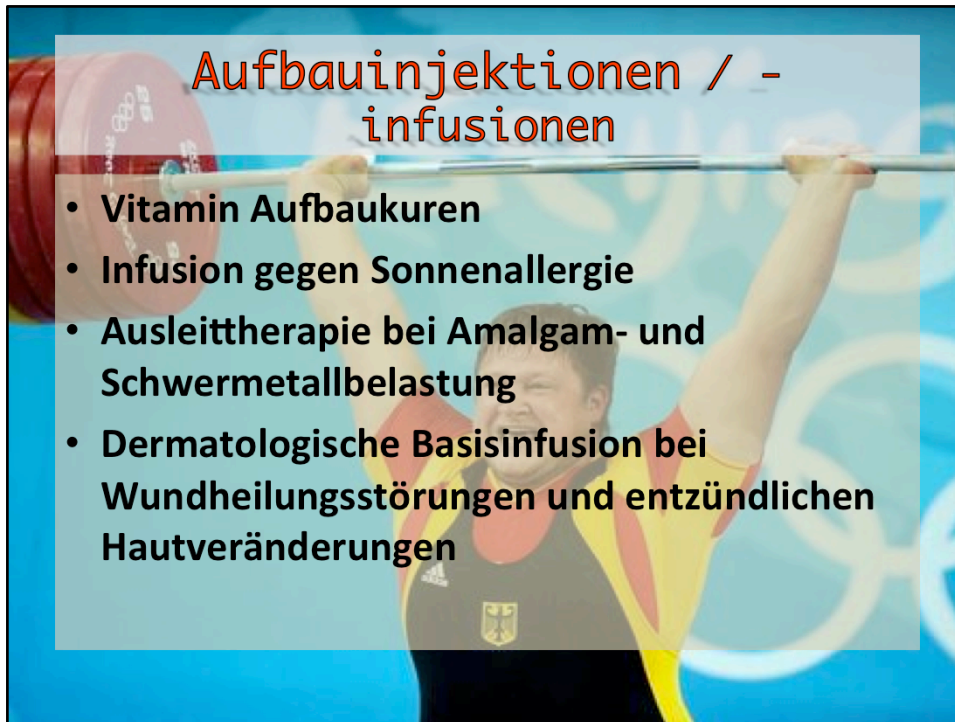 Aufbauinjektionen / -
infusionen
• Vitamin Aufbaukuren
• Infusion gegen Sonnenallergie
• Ausleittherapie bei Amalgam- und
Schwermetallbelastung
• Dermatologische Basisinfusion bei
Wundheilungsstörungen und entzündlichen
Hautveränderungen
adidas